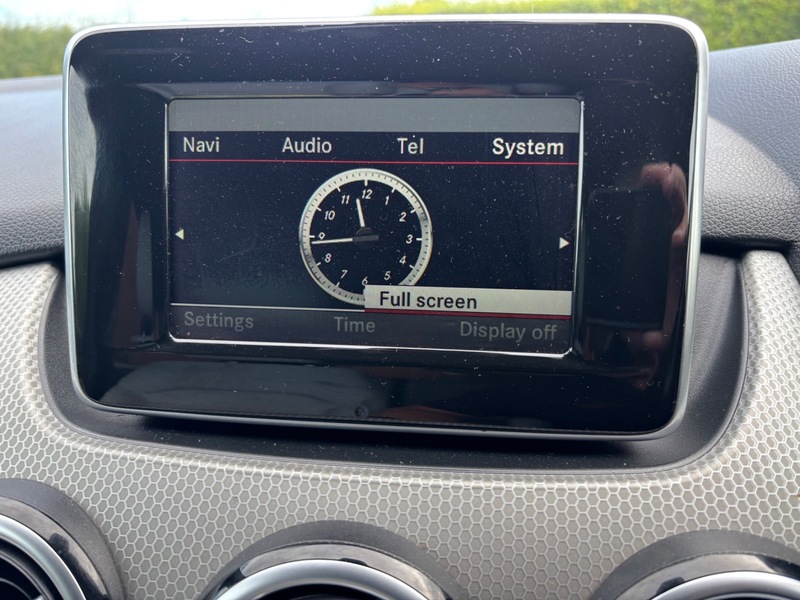 Navi Audio Tel System
12
11 1
10 2
9 3
8 4
7 5
6
Full screen
Settings Time Display off